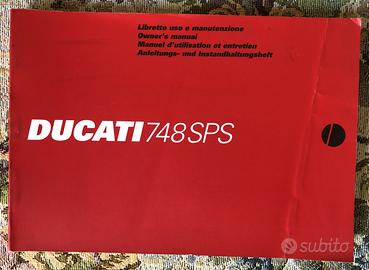 Libretto uso e manutenzione
Owner's manual
Manuel d'utilisation et entretien
Anleitungs- und Instandhaltungsheft
DUCATI 748 SPS
subito